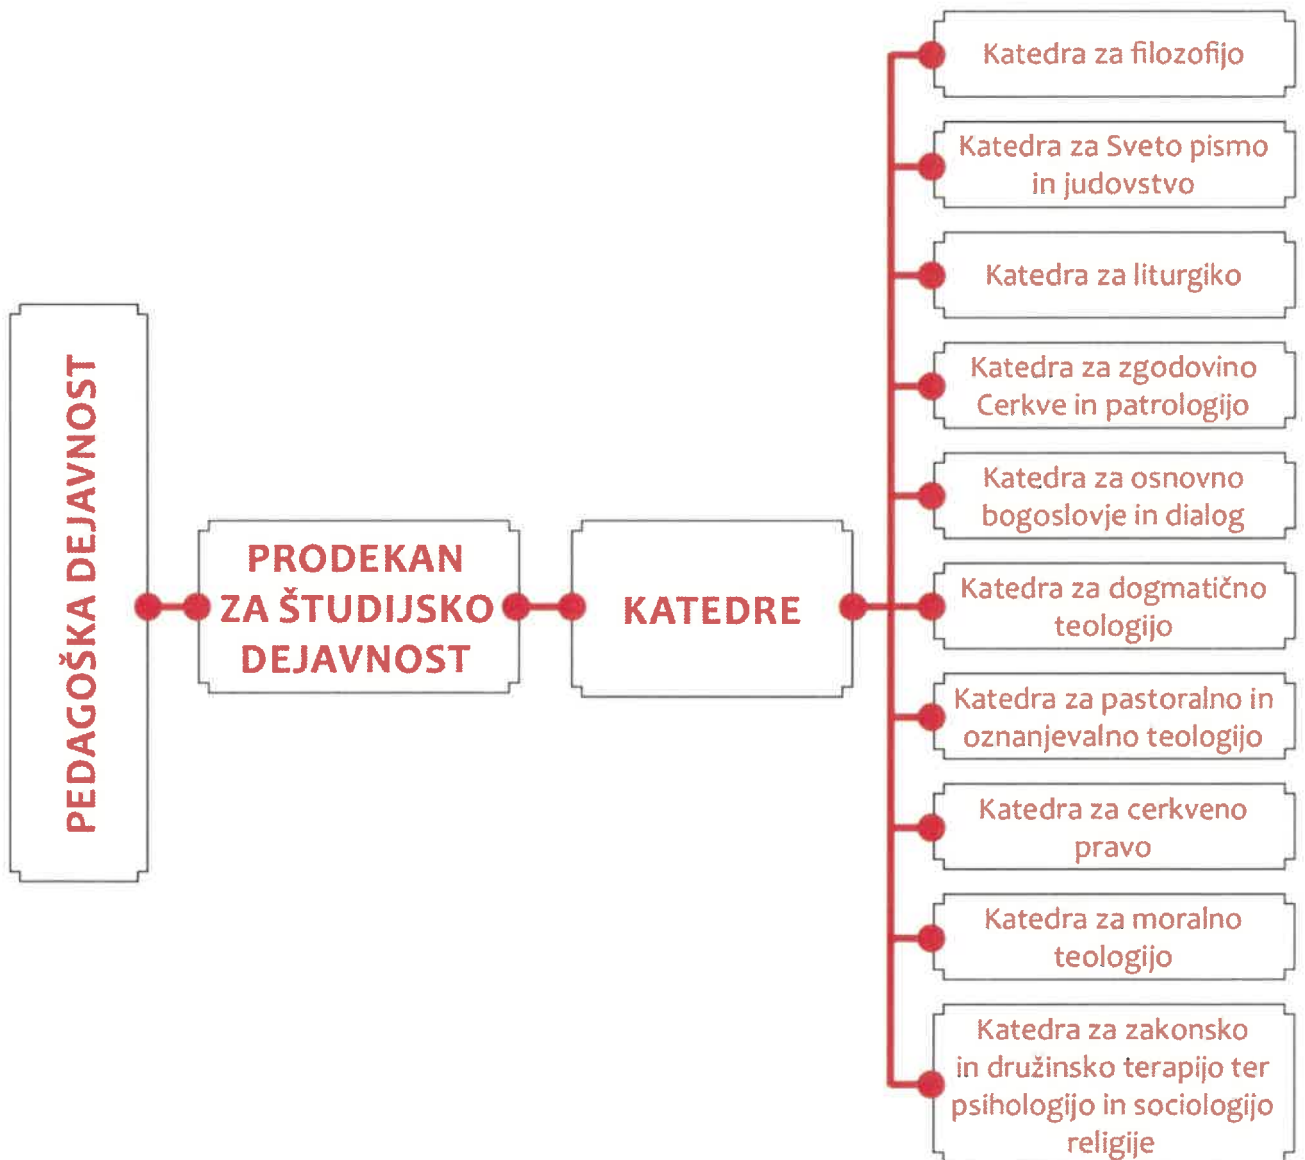 PEDAGOŠKA DEJAVNOST
PRODEKAN
ZA ŠTUDIJSKO
DEJAVNOST
KATEDRE
Katedra za filozofijo
Katedra za Sveto pismo
in judovstvo
Katedra za liturgiko
Katedra za zgodovino
Cerkve in patrologijo
Katedra za osnovno
bogoslovje in dialog
Katedra za dogmatično
teologijo
Katedra za pastoralno in
oznanjevalno teologijo
Katedra za cerkveno
pravo
Katedra za moralno
teologijo
Katedra za zakonsko
in družinsko terapijo ter
psihologijo in sociologijo
religije